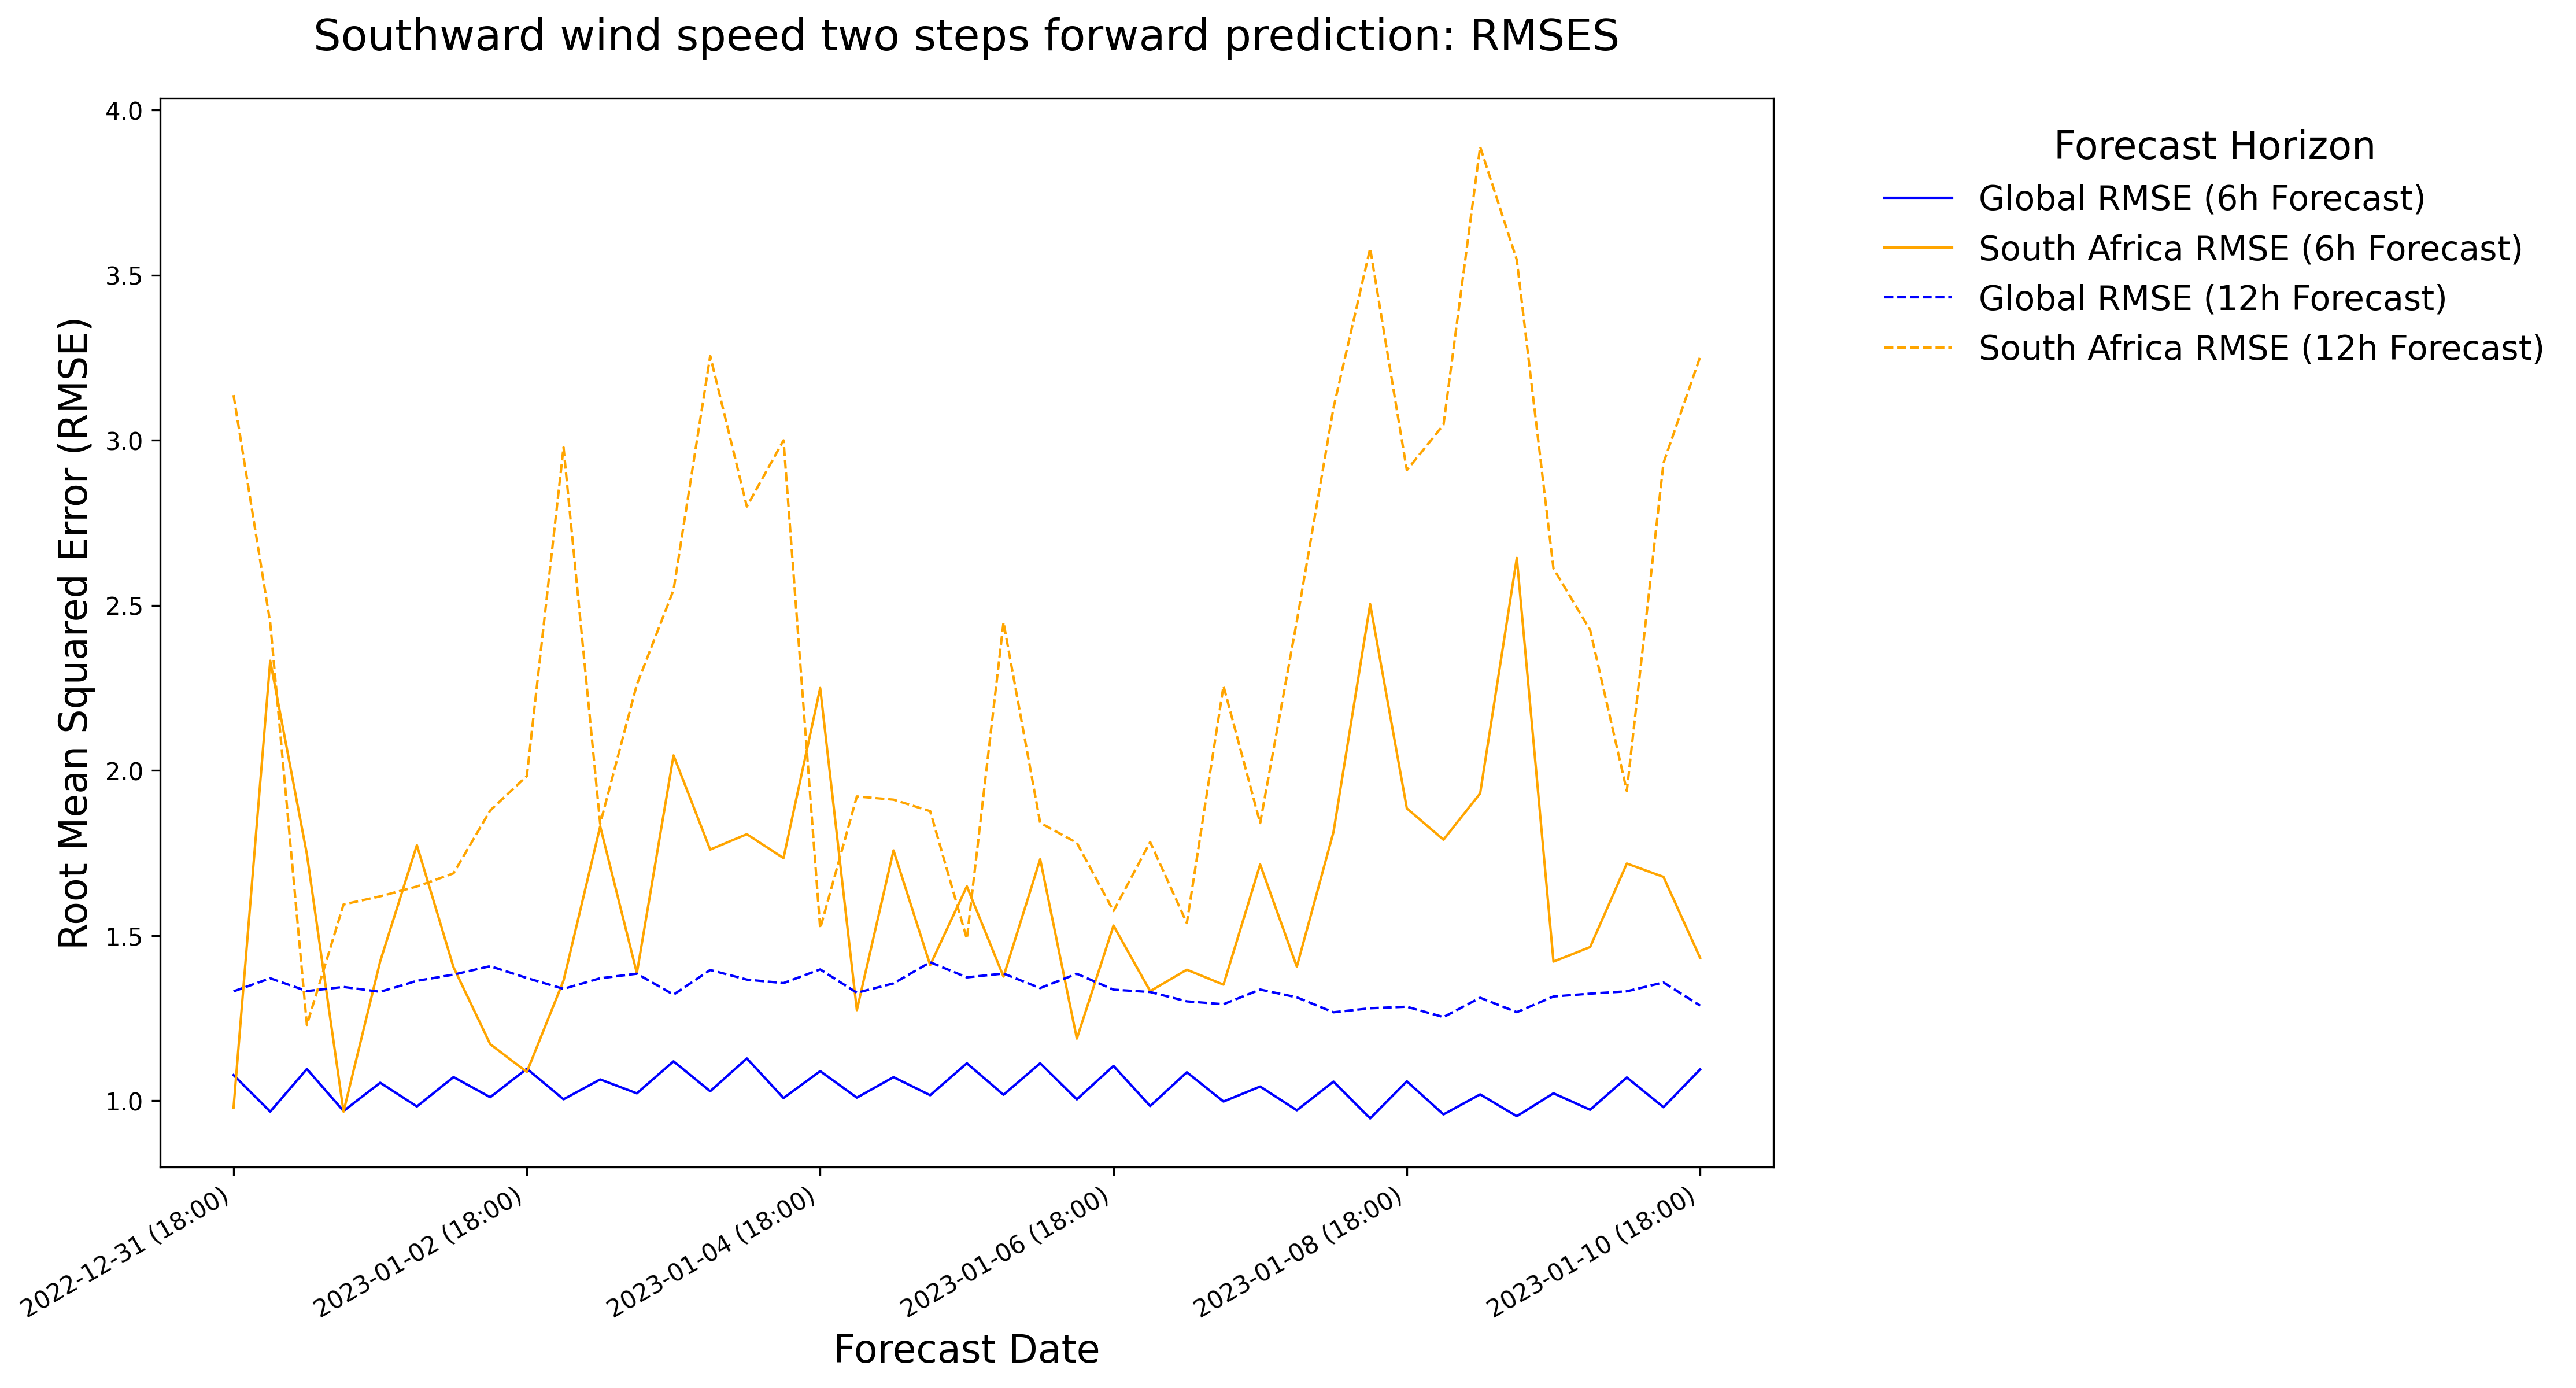 Southward wind speed two steps forward prediction: RMSES
Root Mean Squared Error (RMSE)
4.0
3.5
3.0
2.5
2.0
1.5
1.0
2022-12-31 (18:00)
2023-01-02 (18:00)
2023-01-04 (18:00)
2023-01-06 (18:00)
2023-01-08 (18:00)
2023-01-10 (18:00)
Forecast Date
Forecast Horizon
Global RMSE (6h Forecast)
South Africa RMSE (6h Forecast)
Global RMSE (12h Forecast)
South Africa RMSE (12h Forecast)